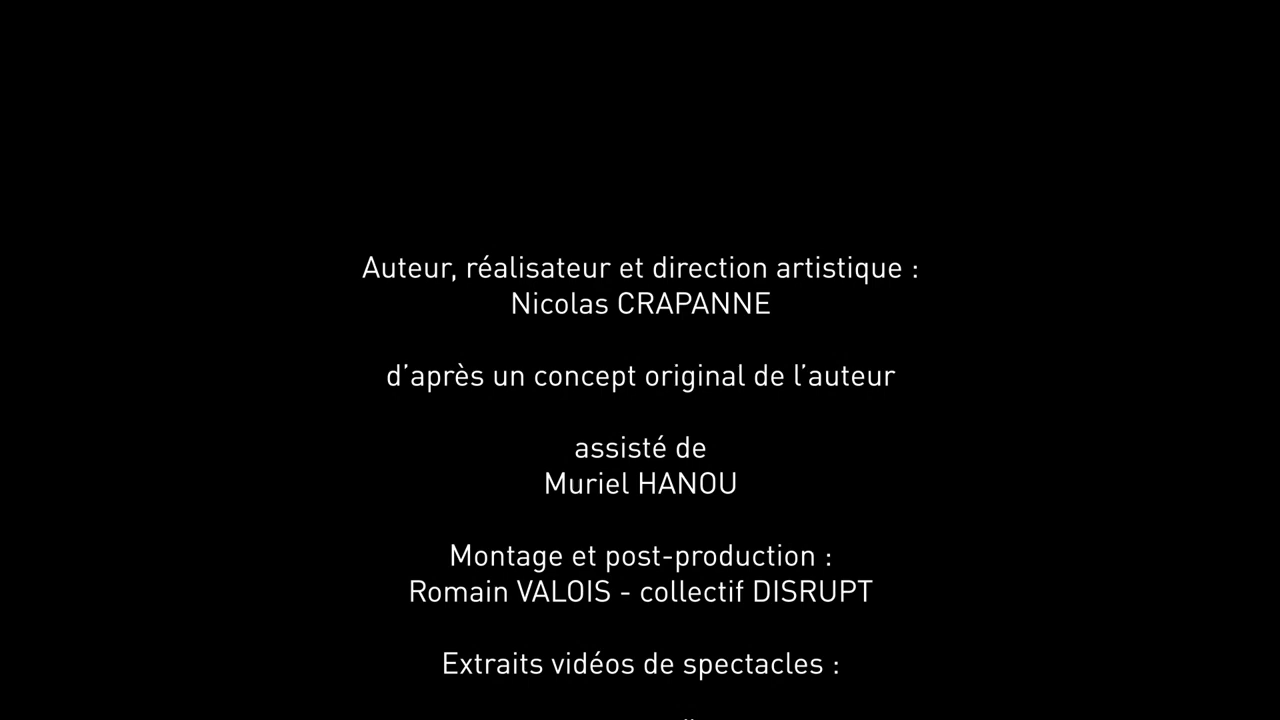 Auteur, réalisateur et direction artistique :
Nicolas CRAPANNE
d’après un concept original de l’auteur
assisté de
Muriel HANOU
Montage et post-production :
Romain VALOIS - collectif DISRUPT
Extraits vidéos de spectacles :